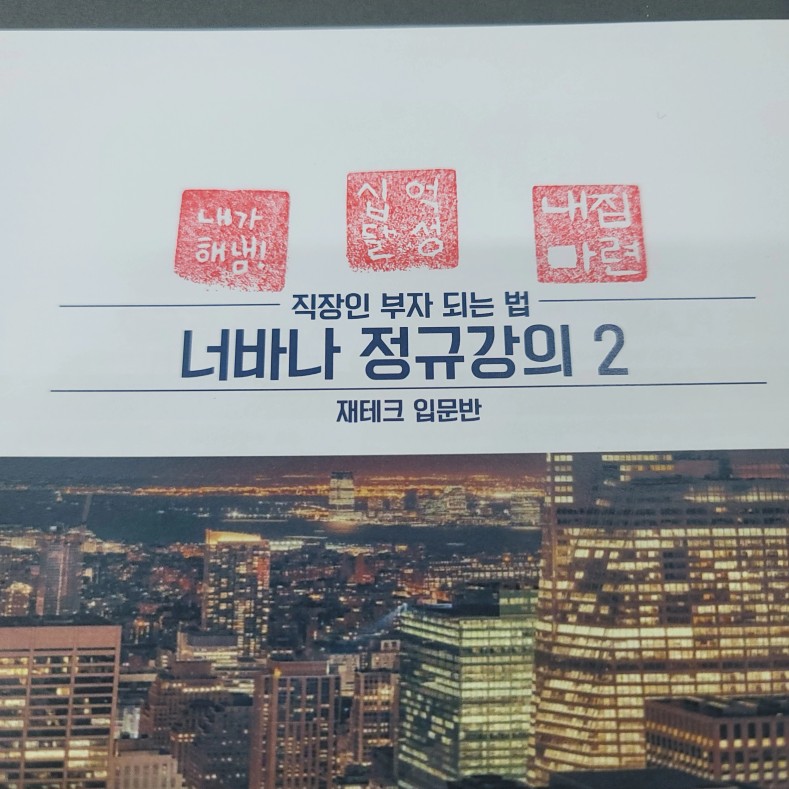 내가
해냄!
십억
달성
내집
마련
직장인 부자 되는 법
너바나 정규강의 2
재테크 입문반